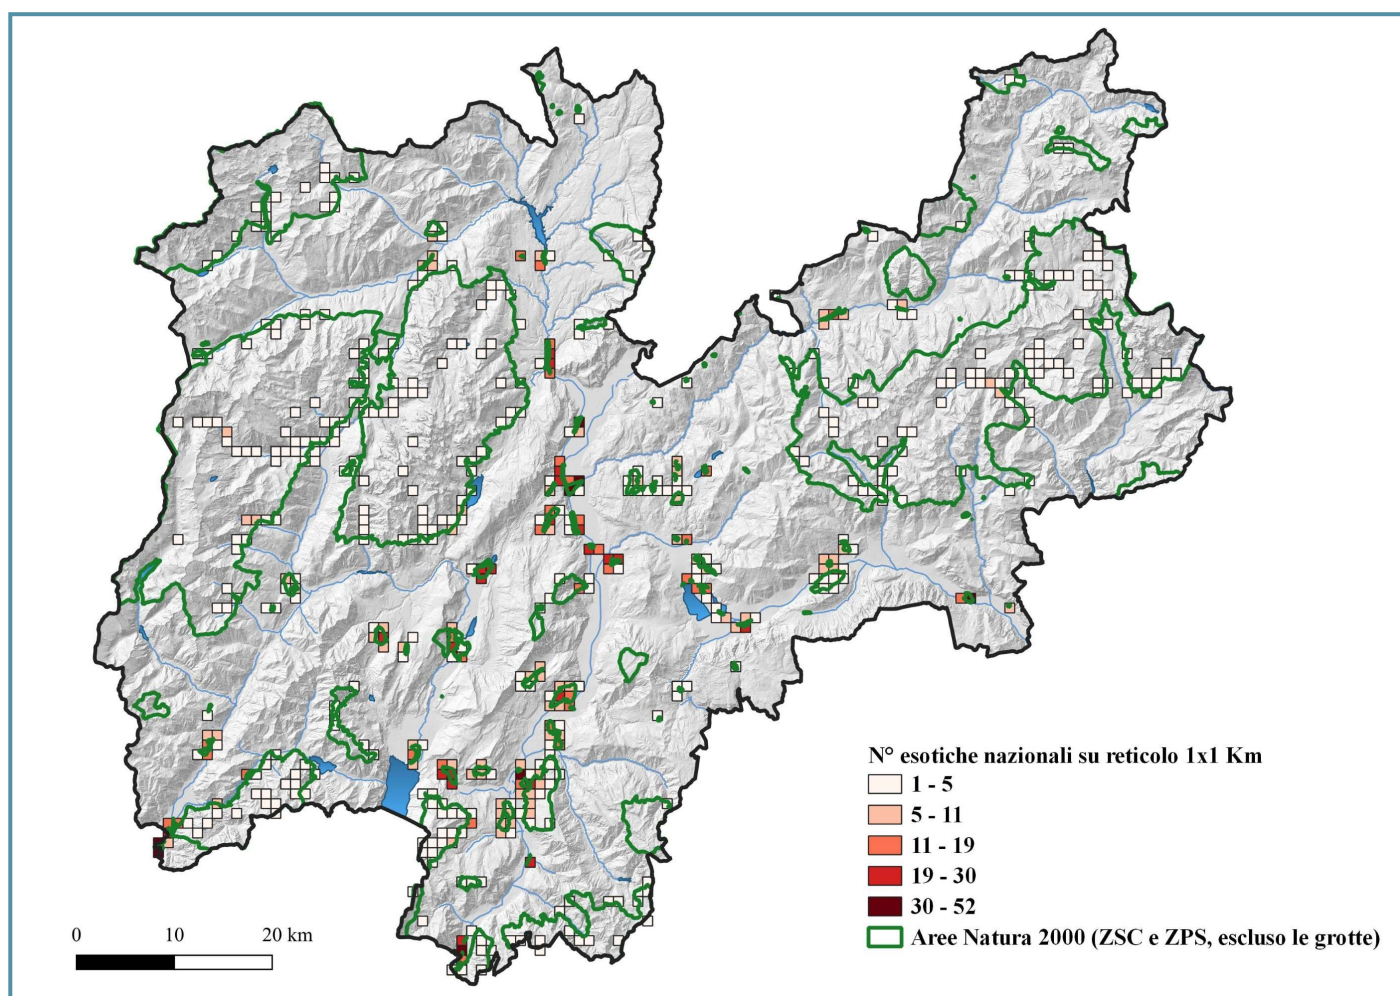 N° esotiche nazionali su reticolo 1x1 Km
1 - 5
5 - 11
11 - 19
19 - 30
30 - 52
Aree Natura 2000 (ZSC e ZPS, escluso le grotte)
0 10 20 km